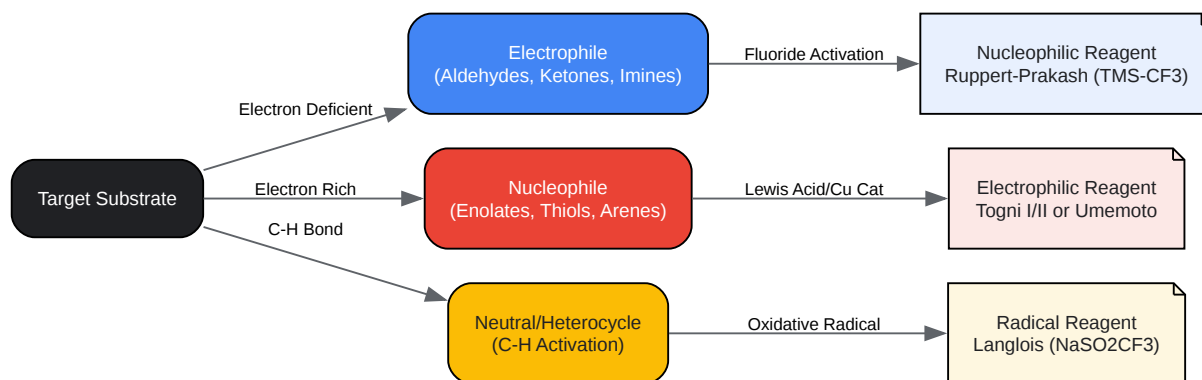 Target Substrate
Electron Deficient
Electron Rich
C-H Bond
Electrophile
(Aldehydes, Ketones, Imines)
Fluoride Activation
Nucleophilic Reagent
Ruppert-Prakash (TMS-CF3)
Nucleophile
(Enolates, Thiols, Arenes)
Lewis Acid/Cu Cat
Electrophilic Reagent
Togni I/II or Umemoto
Neutral/Heterocycle
(C-H Activation)
Oxidative Radical
Radical Reagent
Langlois (NaSO2CF3)